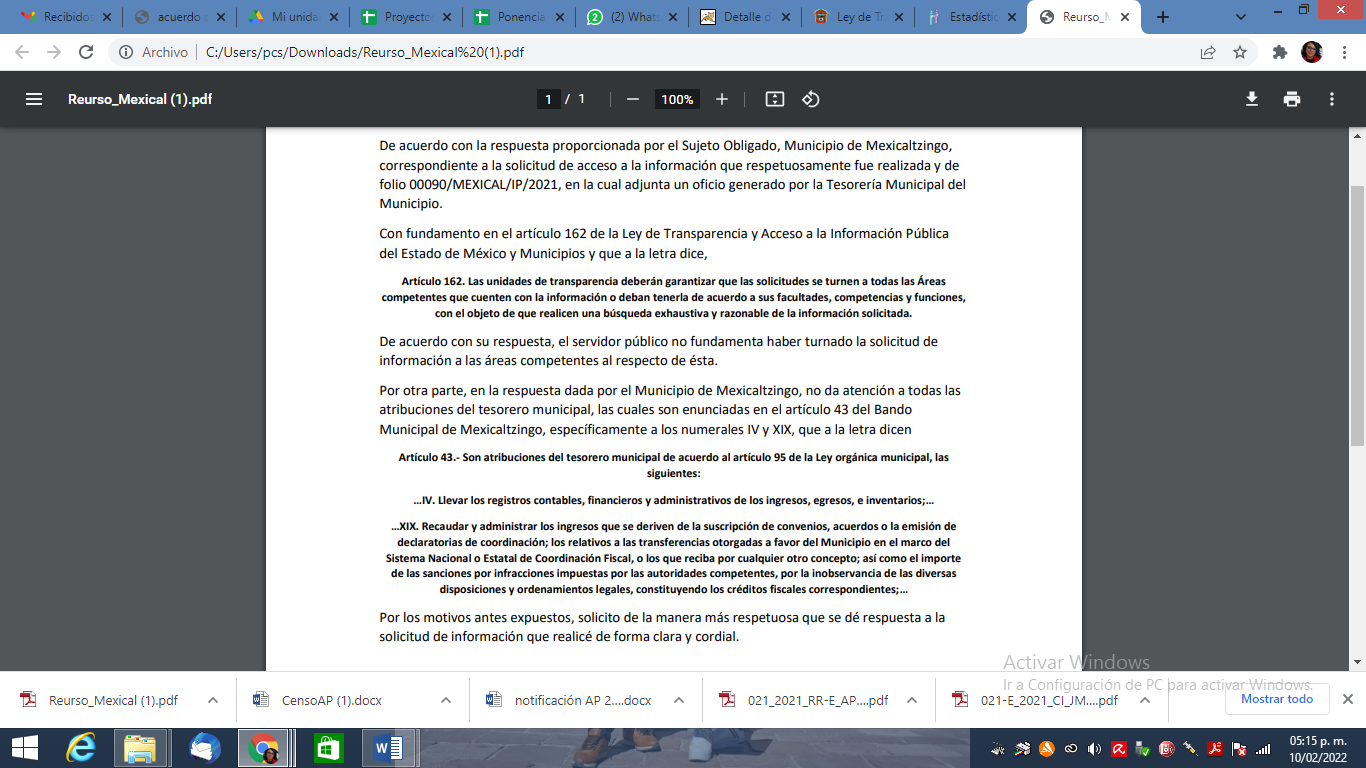 Recibidos
acuerdo c
Mi unida
Proyecto
Ponencia
(2) Whats
Detalle d
Ley de Tr
Estadístic
Reurso_M
Archivo | C:/Users/pcs/Downloads/Reurso_Mexical%20(1).pdf
Reurso_Mexical (1).pdf
1 / 1
100%
De acuerdo con la respuesta proporcionada por el Sujeto Obligado, Municipio de Mexicaltzingo,
correspondiente a la solicitud de acceso a la información que respetuosamente fue realizada y de
folio 00090/MEXICAL/IP/2021, en la cual adjunta un oficio generado por la Tesorería Municipal del
Municipio.
Con fundamento en el artículo 162 de la Ley de Transparencia y Acceso a la Información Pública
del Estado de México y Municipios y que a la letra dice,
Artículo 162. Las unidades de transparencia deberán garantizar que las solicitudes se turnen a todas las Áreas
competentes que cuenten con la información o deban tenerla de acuerdo a sus facultades, competencias y funciones,
con el objeto de que realicen una búsqueda exhaustiva y razonable de la información solicitada.
De acuerdo con su respuesta, el servidor público no fundamenta haber turnado la solicitud de
información a las áreas competentes al respecto de ésta.
Por otra parte, en la respuesta dada por el Municipio de Mexicaltzingo, no da atención a todas las
atribuciones del tesorero municipal, las cuales son enunciadas en el artículo 43 del Bando
Municipal de Mexicaltzingo, específicamente a los numerales IV y XIX, que a la letra dicen
Artículo 43.- Son atribuciones del tesorero municipal de acuerdo al artículo 95 de la Ley orgánica municipal, las
siguientes:
...IV. Llevar los registros contables, financieros y administrativos de los ingresos, egresos, e inventarios;...
...XIX. Recaudar y administrar los ingresos que se deriven de la suscripción de convenios, acuerdos o la emisión de
declaratorias de coordinación; los relativos a las transferencias otorgadas a favor del Municipio en el marco del
Sistema Nacional o Estatal de Coordinación Fiscal, o los que reciba por cualquier otro concepto; así como el importe
de las sanciones por infracciones impuestas por las autoridades competentes, por la inobservancia de las diversas
disposiciones y ordenamientos legales, constituyendo los créditos fiscales correspondientes;...
Por los motivos antes expuestos, solicito de la manera más respetuosa que se dé respuesta a la
solicitud de información que realicé de forma clara y cordial.
Activar Windows
Ir a Configuración de PC para activar Windows.
Reurso_Mexical (1).pdf
CensoAP (1).docx
notificación AP 2....docx
021_2021_RR-E_AP....pdf
021-E_2021_CI_JM....pdf
Mostrar todo
05:15 p. m.
10/02/2022